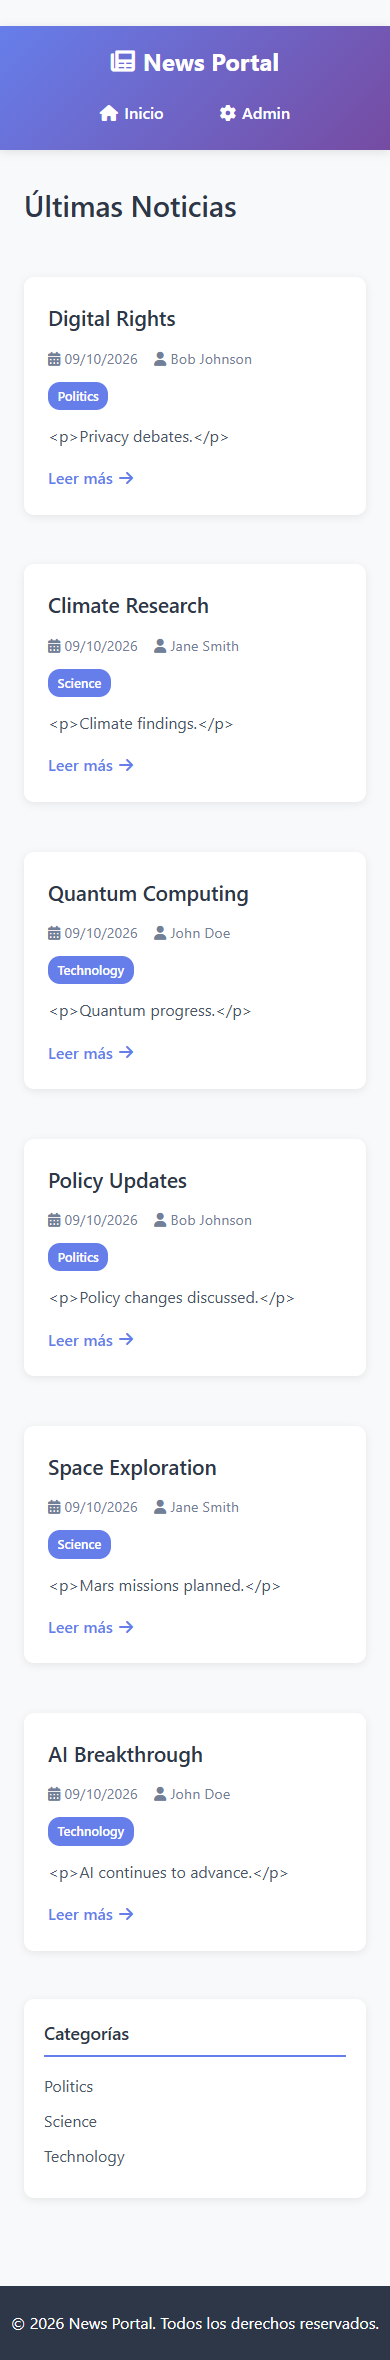 News Portal
Inicio Admin
Últimas Noticias
Digital Rights
09/10/2026 Bob Johnson
Politics
<p>Privacy debates.</p>
Leer más →
Climate Research
09/10/2026 Jane Smith
Science
<p>Climate findings.</p>
Leer más →
Quantum Computing
09/10/2026 John Doe
Technology
<p>Quantum progress.</p>
Leer más →
Policy Updates
09/10/2026 Bob Johnson
Politics
<p>Policy changes discussed.</p>
Leer más →
Space Exploration
09/10/2026 Jane Smith
Science
<p>Mars missions planned.</p>
Leer más →
AI Breakthrough
09/10/2026 John Doe
Technology
<p>AI continues to advance.</p>
Leer más →
Categorías
Politics
Science
Technology
© 2026 News Portal. Todos los derechos reservados.